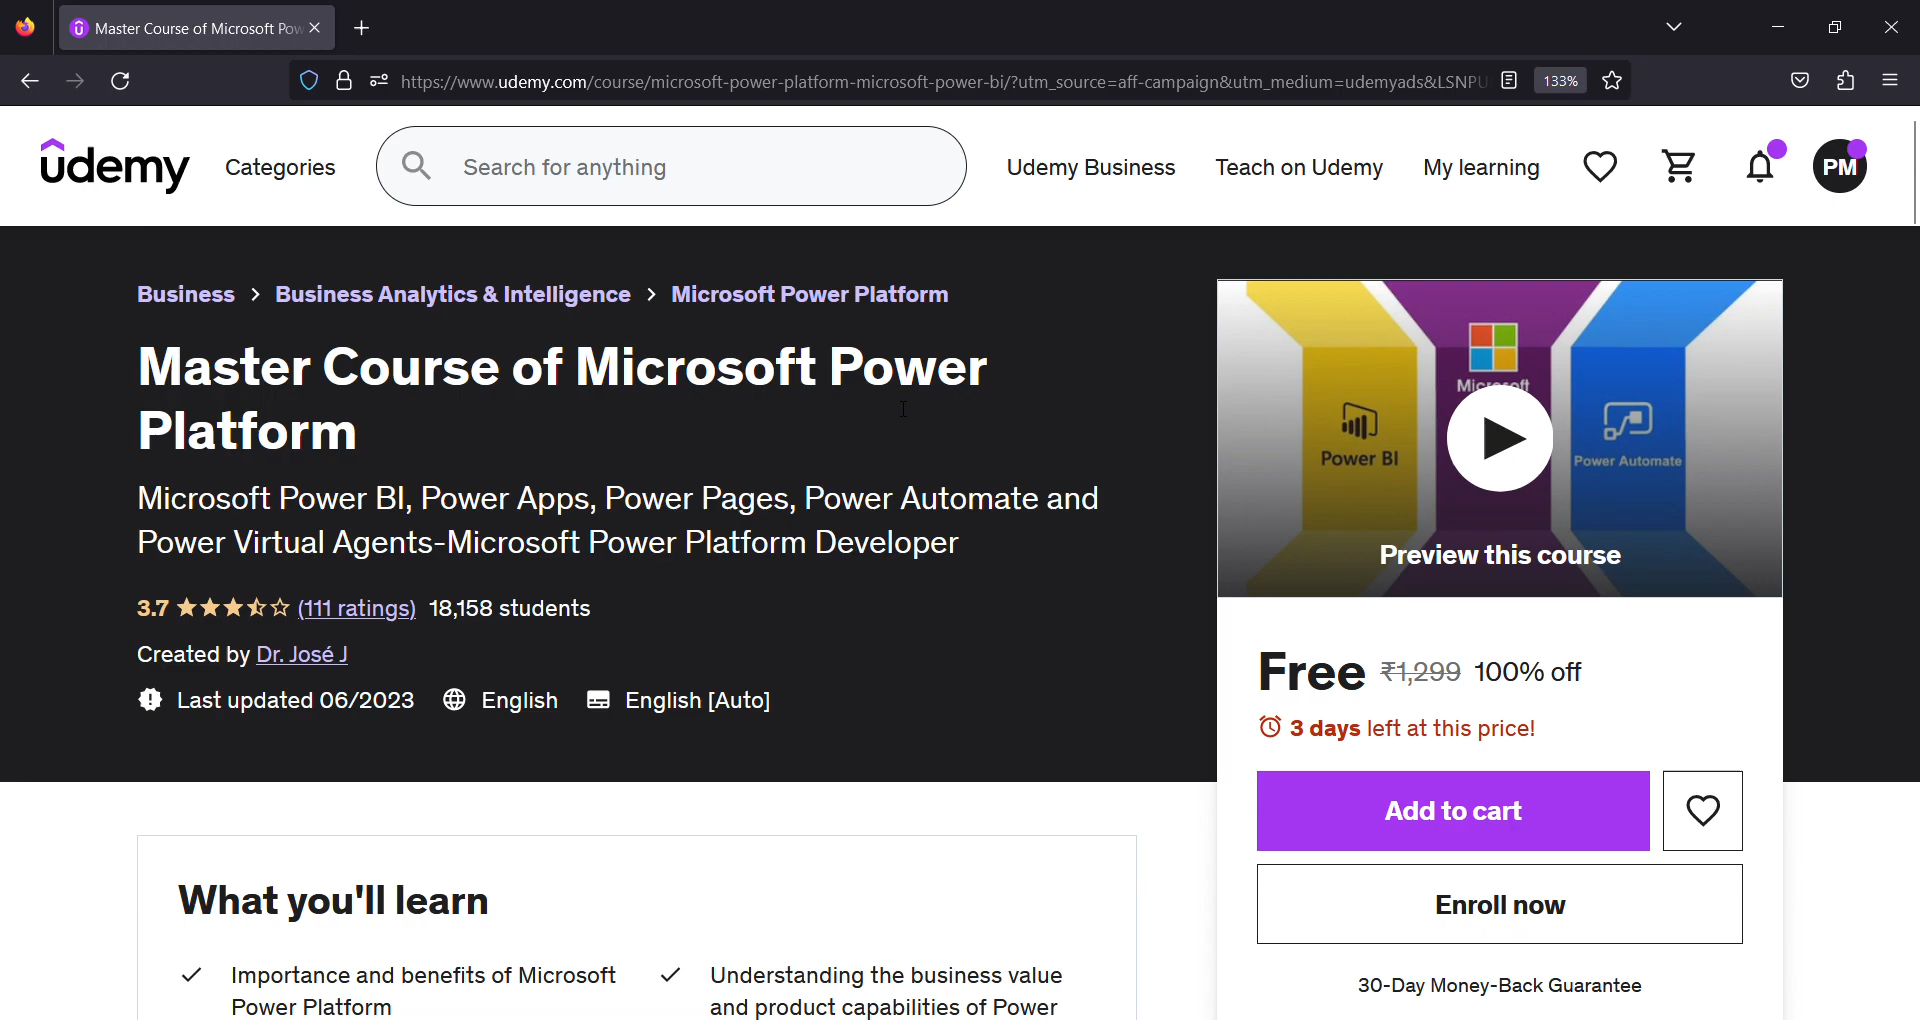 Master Course of Microsoft Pow
https://www.udemy.com/course/microsoft-power-platform-microsoft-power-bi/?utm_source=aff-campaign&utm_medium=udemyads&LSNPU
133%
udemy
Categories
Search for anything
Udemy Business
Teach on Udemy
My learning
PM
Business > Business Analytics & Intelligence > Microsoft Power Platform
Master Course of Microsoft Power
Platform
Microsoft Power BI, Power Apps, Power Pages, Power Automate and
Power Virtual Agents-Microsoft Power Platform Developer
3.7 (111 ratings) 18,158 students
Created by Dr. José J
Last updated 06/2023 English English [Auto]
Microsoft
Power BI
Power Automate
Preview this course
Free ₹1,299 100% off
3 days left at this price!
Add to cart
Enroll now
30-Day Money-Back Guarantee
What you'll learn
Importance and benefits of Microsoft
Power Platform
Understanding the business value
and product capabilities of Power